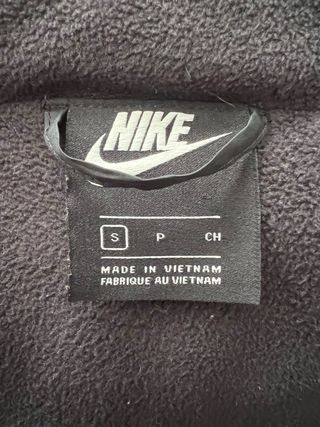 NIKE
S P CH
MADE IN VIETNAM
FABRIQUE AU VIETNAM